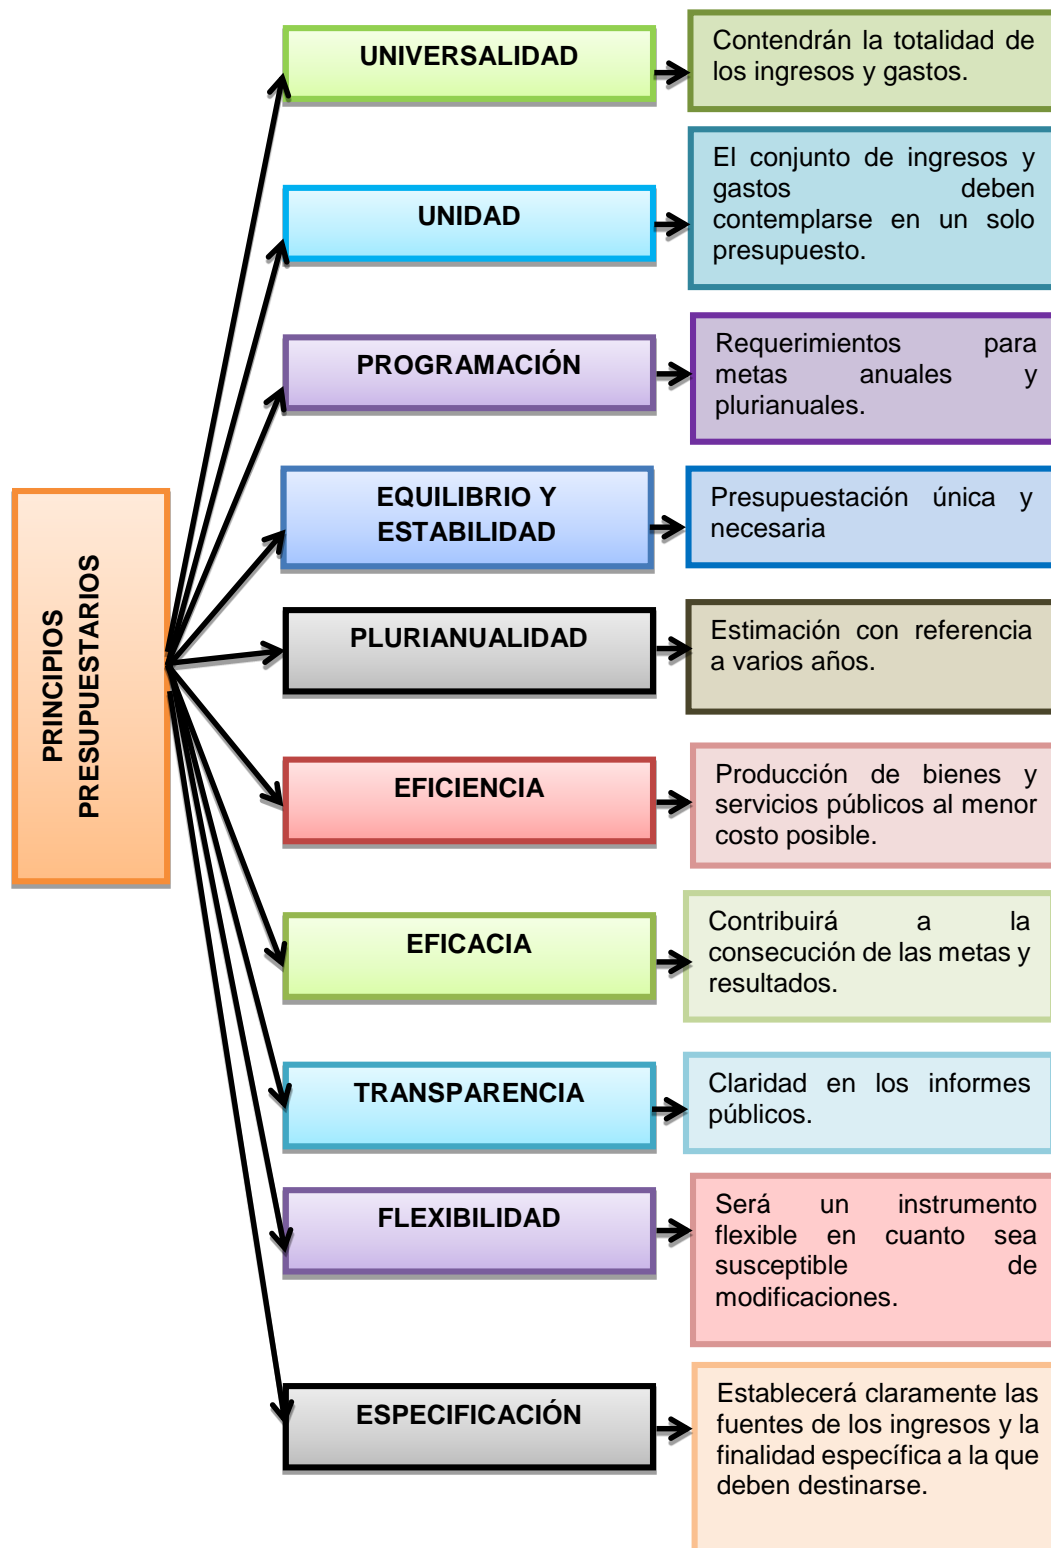 UNIVERSALIDAD
Contendrán la totalidad de
los ingresos y gastos.
UNIDAD
El conjunto de ingresos y
gastos deben
contemplarse en un solo
presupuesto.
PROGRAMACIÓN
Requerimientos para
metas anuales y
plurianuales.
PRINCIPIOS
PRESUPUESTARIOS
EQUILIBRIO Y
ESTABILIDAD
Presupuestación única y
necesaria
PLURIANUALIDAD
Estimación con referencia
a varios años.
EFICIENCIA
Producción de bienes y
servicios públicos al menor
costo posible.
EFICACIA
Contribuirá a la
consecución de las metas y
resultados.
TRANSPARENCIA
Claridad en los informes
públicos.
FLEXIBILIDAD
Será un instrumento
flexible en cuanto sea
susceptible de
modificaciones.
ESPECIFICACIÓN
Establecerá claramente las
fuentes de los ingresos y la
finalidad específica a la que
deben destinarse.